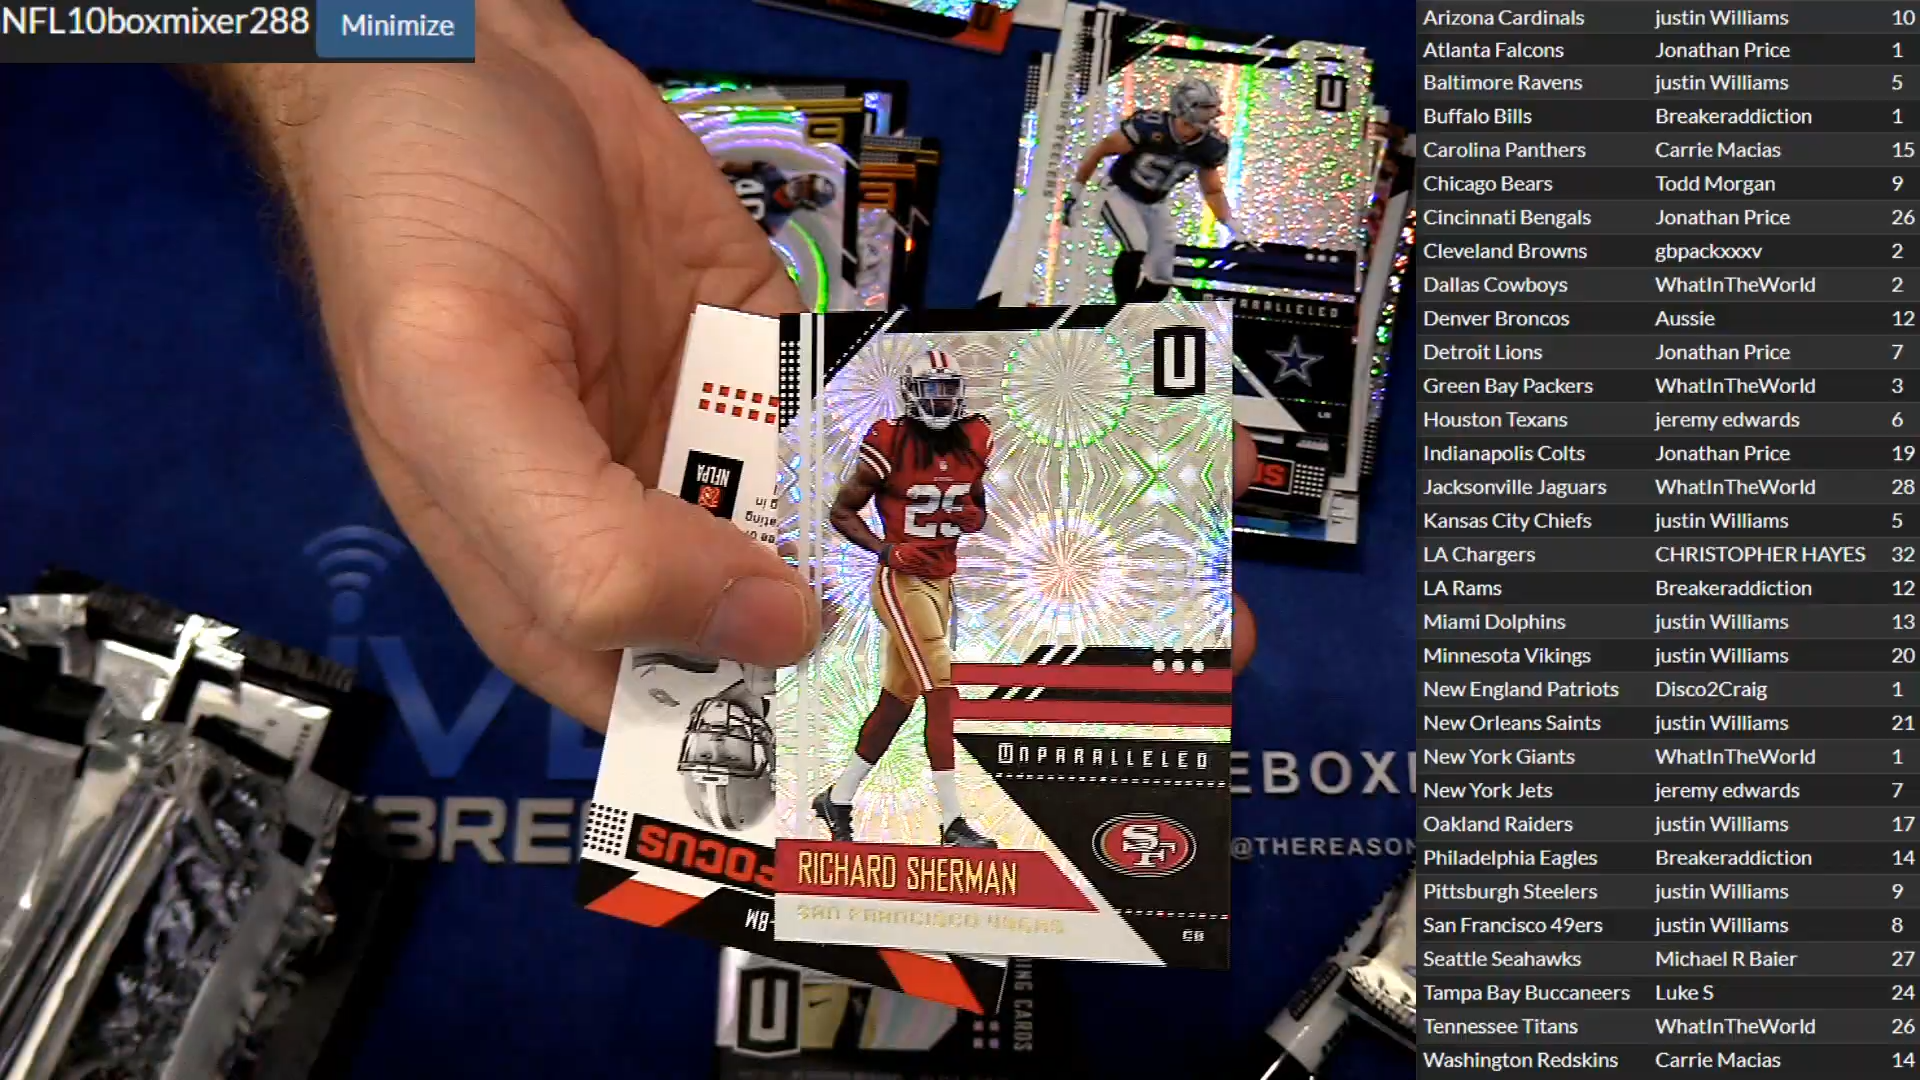 NFL10boxmixer288 Minimize
Arizona Cardinals justin Williams 10
Atlanta Falcons Jonathan Price 1
Baltimore Ravens justin Williams 5
Buffalo Bills Breakeraddiction 1
Carolina Panthers Carrie Macias 15
Chicago Bears Todd Morgan 9
Cincinnati Bengals Jonathan Price 26
Cleveland Browns gbpackxxxv 2
Dallas Cowboys WhatInTheWorld 2
Denver Broncos Aussie 12
Detroit Lions Jonathan Price 7
Green Bay Packers WhatInTheWorld 3
Houston Texans jeremy edwards 6
Indianapolis Colts Jonathan Price 19
Jacksonville Jaguars WhatInTheWorld 28
Kansas City Chiefs justin Williams 5
LA Chargers CHRISTOPHER HAYES 32
LA Rams Breakeraddiction 12
Miami Dolphins justin Williams 13
Minnesota Vikings justin Williams 20
New England Patriots Disco2Craig 1
New Orleans Saints justin Williams 21
New York Giants WhatInTheWorld 1
New York Jets jeremy edwards 7
Oakland Raiders justin Williams 17
Philadelphia Eagles Breakeraddiction 14
Pittsburgh Steelers justin Williams 9
San Francisco 49ers justin Williams 8
Seattle Seahawks Michael R Baier 27
Tampa Bay Buccaneers Luke S 24
Tennessee Titans WhatInTheWorld 26
Washington Redskins Carrie Macias 14
U
UNPARALLELED
LB
U
25
UNPARALLELED
SF
RICHARD SHERMAN
SAN FRANCISCO 49ERS
CB
NFLPA
FOCUS
BM
U
@THEREASON